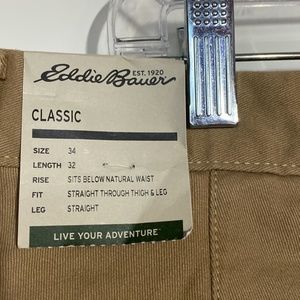 Eddie Bauer
EST. 1920
CLASSIC
SIZE 34
LENGTH 32
RISE SITS BELOW NATURAL WAIST
FIT STRAIGHT THROUGH THIGH & LEG
LEG STRAIGHT
LIVE YOUR ADVENTURE